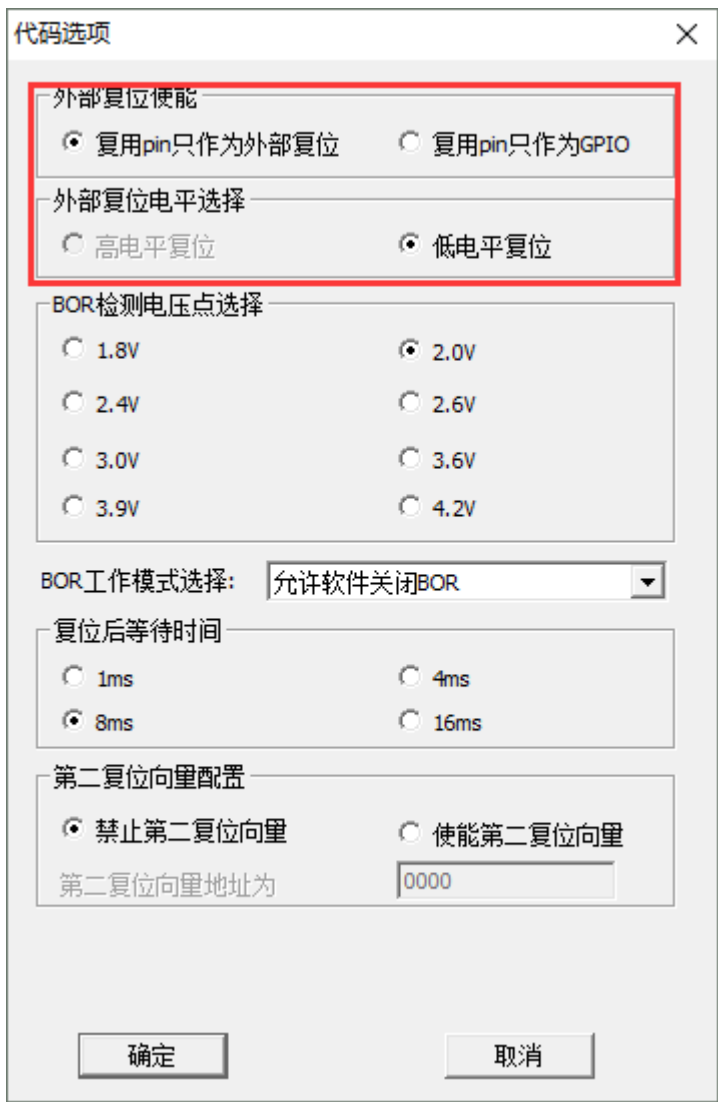 代码选项
外部复位使能
复用pin只作为外部复位 复用pin只作为GPIO
外部复位电平选择
高电平复位 低电平复位
BOR检测电压点选择
1.8V 2.0V
2.4V 2.6V
3.0V 3.6V
3.9V 4.2V
BOR工作模式选择: 允许软件关闭BOR
复位后等待时间
1ms 4ms
8ms 16ms
第二复位向量配置
禁止第二复位向量 使能第二复位向量
第二复位向量地址为 0000
确定 取消